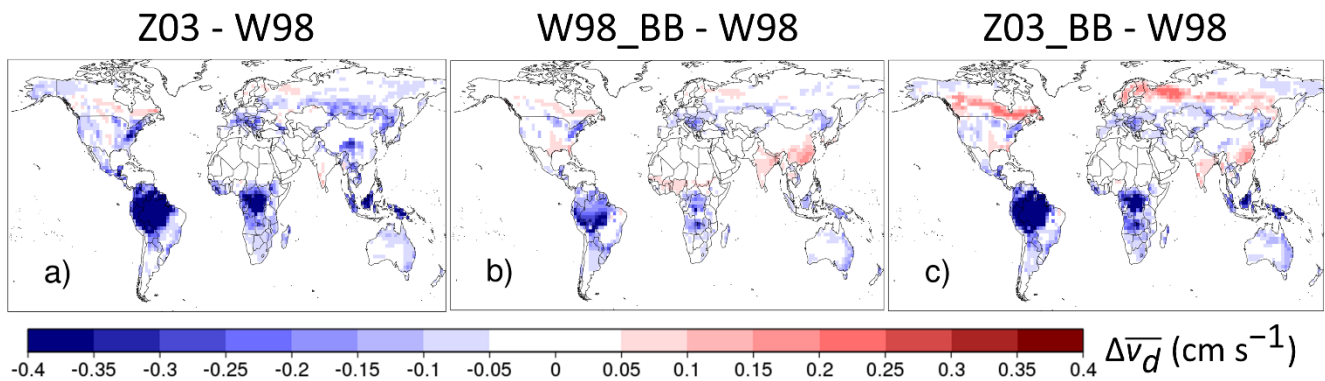 Z03 - W98 W98_BB - W98 Z03_BB - W98
a) b) c)
-0.4 -0.35 -0.3 -0.25 -0.2 -0.15 -0.1 -0.05 0 0.05 0.1 0.15 0.2 0.25 0.3 0.35 0.4 Δv̅d̅ (cm s⁻¹)